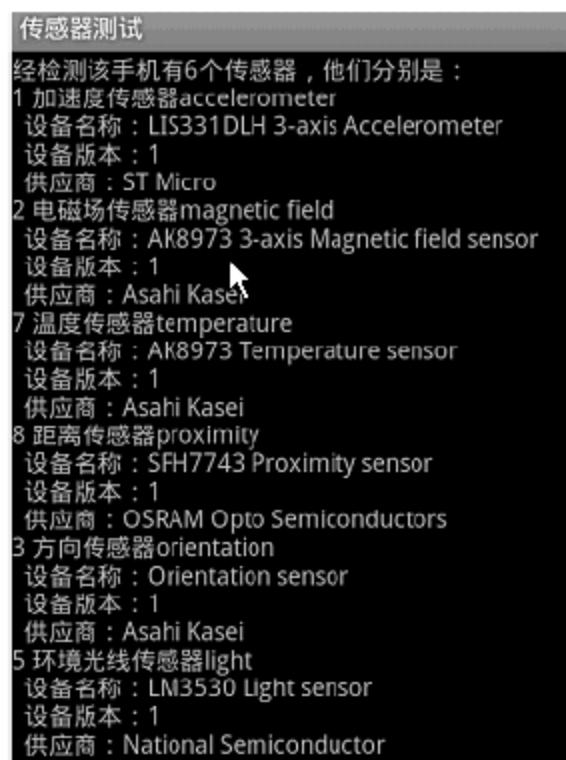 传感器测试
经检测该手机有6个传感器，他们分别是：
1 加速度传感器accelerometer
设备名称：LIS331DLH 3-axis Accelerometer
设备版本：1
供应商：ST Micro
2 电磁场传感器magnetic field
设备名称：AK8973 3-axis Magnetic field sensor
设备版本：1
供应商：Asahi Kasei
7 温度传感器temperature
设备名称：AK8973 Temperature sensor
设备版本：1
供应商：Asahi Kasei
8 距离传感器proximity
设备名称：SFH7743 Proximity sensor
设备版本：1
供应商：OSRAM Opto Semiconductors
3 方向传感器orientation
设备名称：Orientation sensor
设备版本：1
供应商：Asahi Kasei
5 环境光线传感器light
设备名称：LM3530 Light sensor
设备版本：1
供应商：National Semiconductor